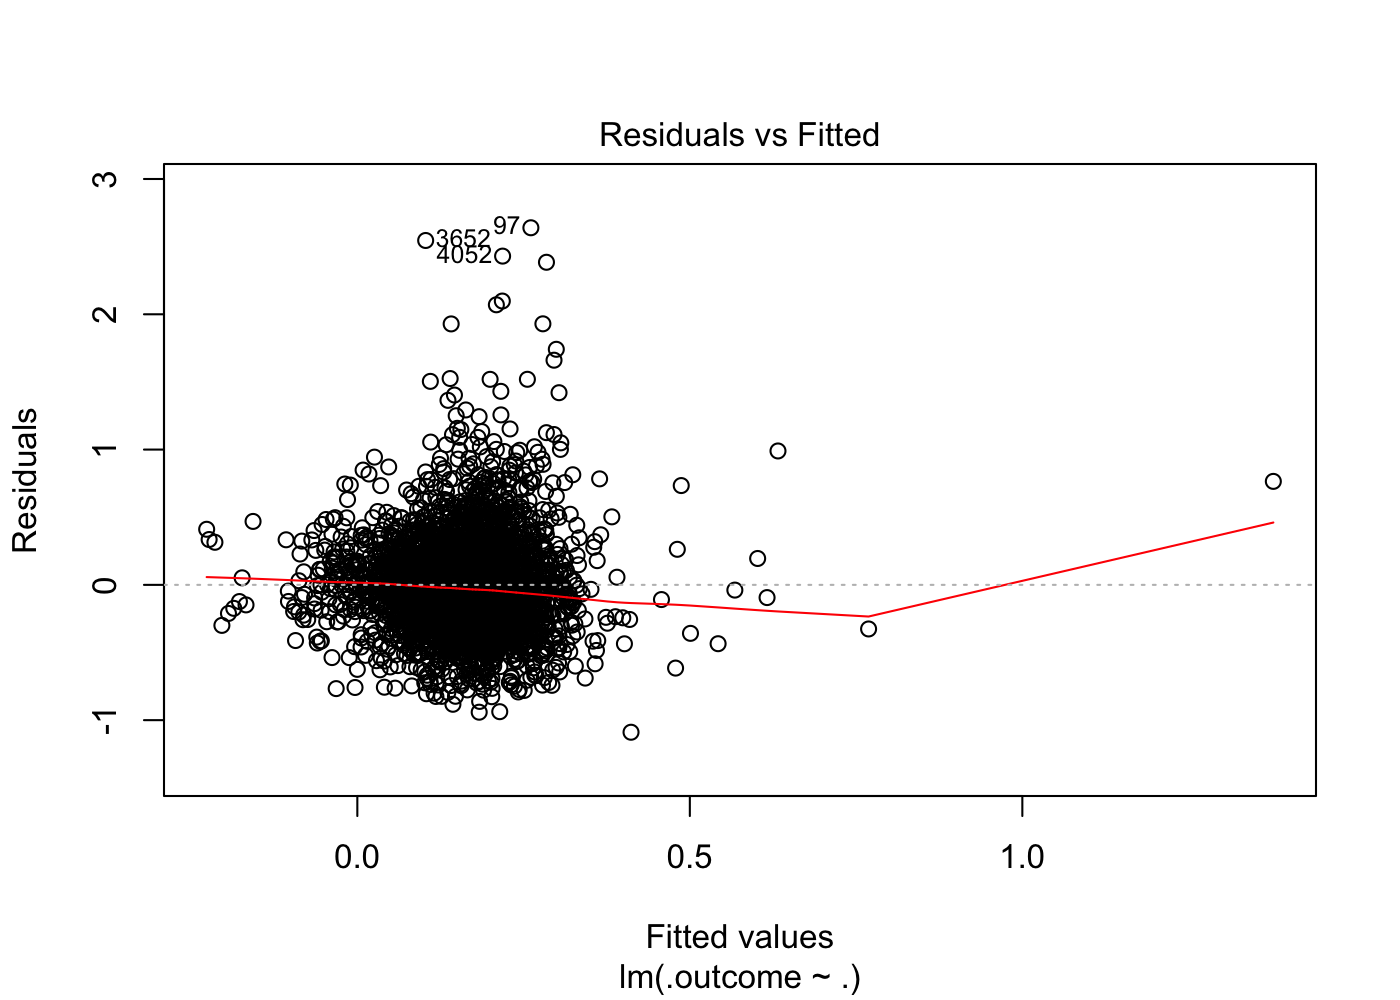 Residuals vs Fitted
3
2
1
0
-1
Residuals
97
3652
4052
0.0 0.5 1.0
Fitted values
lm(.outcome ~ .)